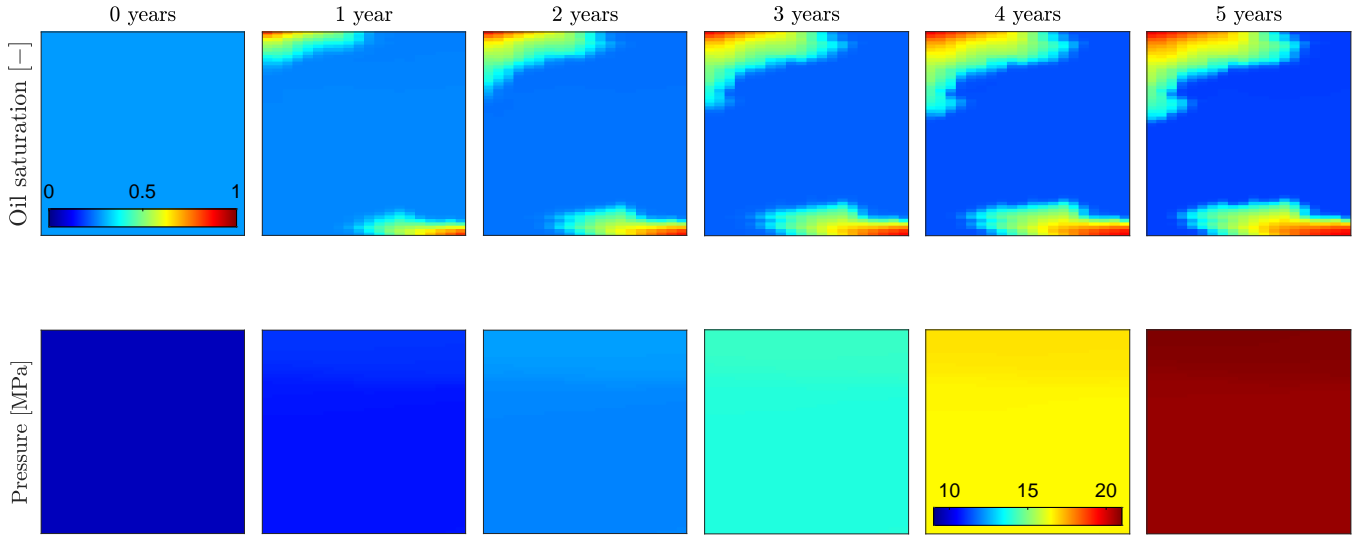 0 years 1 year 2 years 3 years 4 years 5 years
Oil saturation [−]
0 0.5 1
Pressure [MPa]
10 15 20